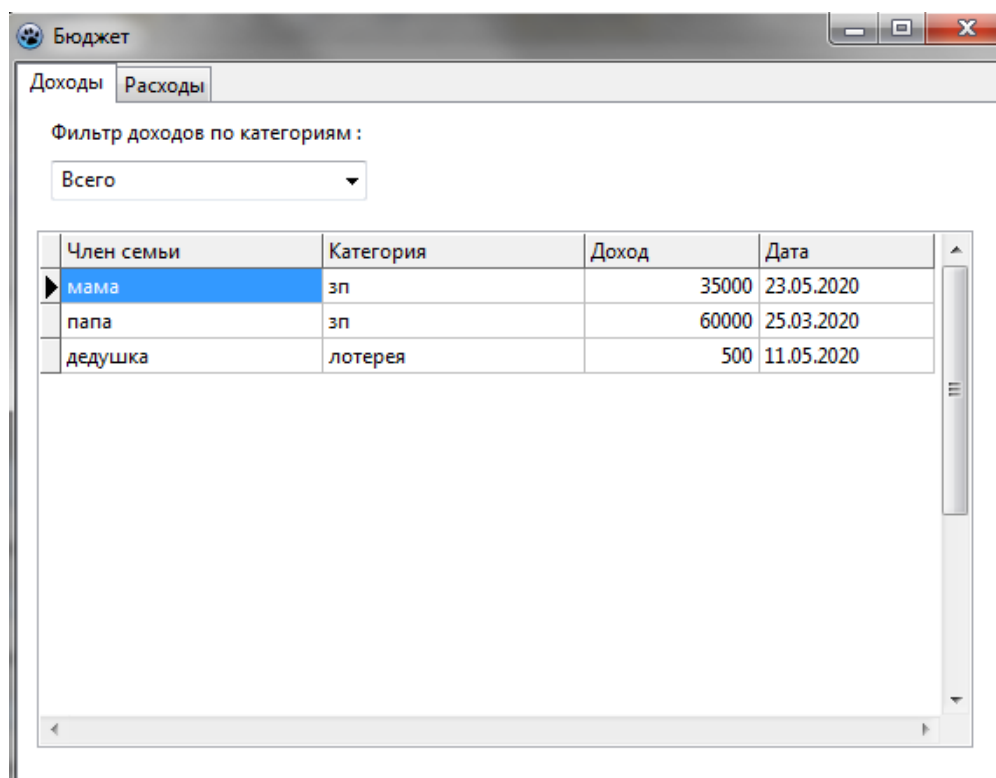 Бюджет
Доходы Расходы
Фильтр доходов по категориям :
Всего
Член семьи Категория Доход Дата
мама зп 35000 23.05.2020
папа зп 60000 25.03.2020
дедушка лотерея 500 11.05.2020